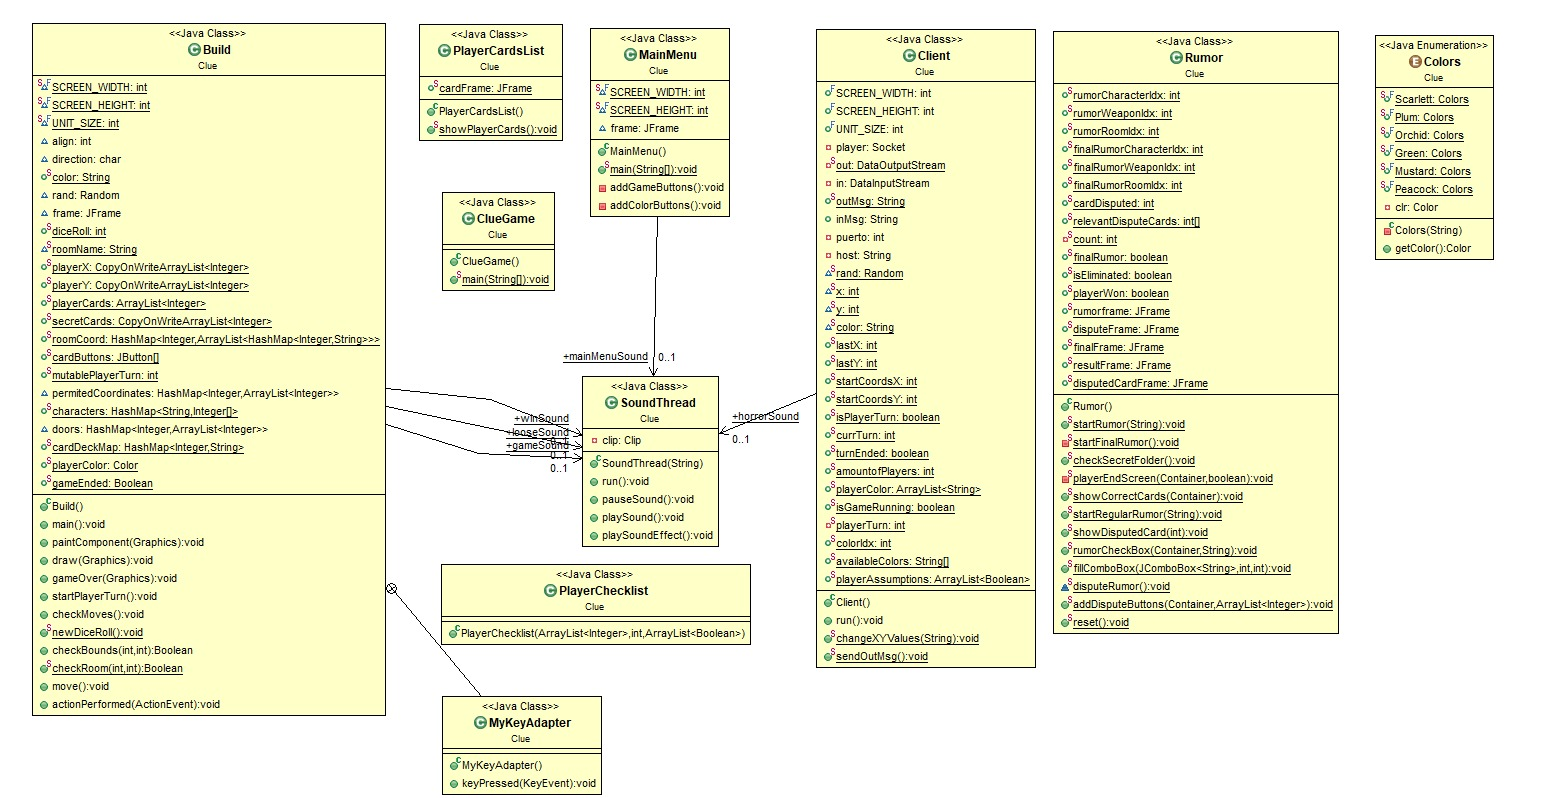 <<Java Class>>
Build
Clue
SCREEN_WIDTH: int
SCREEN_HEIGHT: int
UNIT_SIZE: int
align: int
direction: char
color: String
rand: Random
frame: JFrame
diceRoll: int
roomName: String
playerX: CopyOnWriteArrayList<Integer>
playerY: CopyOnWriteArrayList<Integer>
playerCards: ArrayList<Integer>
secretCards: CopyOnWriteArrayList<Integer>
roomCoord: HashMap<Integer,ArrayList<HashMap<Integer,String>>>
cardButtons: JButton[]
mutablePlayerTurn: int
permitedCoordinates: HashMap<Integer,ArrayList<Integer>>
characters: HashMap<String,Integer[]>
doors: HashMap<Integer,ArrayList<Integer>>
cardDeckMap: HashMap<Integer,String>
playerColor: Color
gameEnded: Boolean
Build()
main():void
paintComponent(Graphics):void
draw(Graphics):void
gameOver(Graphics):void
startPlayerTurn():void
checkMoves():void
newDiceRoll():void
checkBounds(int,int):Boolean
checkRoom(int,int):Boolean
move():void
actionPerformed(ActionEvent):void
<<Java Class>>
PlayerCardsList
Clue
cardFrame: JFrame
PlayerCardsList()
showPlayerCards():void
<<Java Class>>
ClueGame
Clue
ClueGame()
main(String[]):void
<<Java Class>>
MainMenu
Clue
SCREEN_WIDTH: int
SCREEN_HEIGHT: int
frame: JFrame
MainMenu()
main(String[]):void
addGameButtons():void
addColorButtons():void
+mainMenuSound
0..1
+winSound
+looseSound
0..1
+gameSound
0..1
0..1
+horrorSound
0..1
<<Java Class>>
SoundThread
Clue
clip: Clip
SoundThread(String)
run():void
pauseSound():void
playSound():void
playSoundEffect():void
<<Java Class>>
PlayerChecklist
Clue
PlayerChecklist(ArrayList<Integer>,int,ArrayList<Boolean>)
<<Java Class>>
MyKeyAdapter
Clue
MyKeyAdapter()
keyPressed(KeyEvent):void
<<Java Class>>
Client
Clue
SCREEN_WIDTH: int
SCREEN_HEIGHT: int
UNIT_SIZE: int
player: Socket
out: DataOutputStream
in: DataInputStream
outMsg: String
inMsg: String
puerto: int
host: String
rand: Random
x: int
y: int
color: String
lastX: int
lastY: int
startCoordsX: int
startCoordsY: int
isPlayerTurn: boolean
currTurn: int
turnEnded: boolean
amountofPlayers: int
playerColor: ArrayList<String>
isGameRunning: boolean
playerTurn: int
colorIdx: int
availableColors: String[]
playerAssumptions: ArrayList<Boolean>
Client()
run():void
changeXYValues(String):void
sendOutMsg():void
<<Java Class>>
Rumor
Clue
rumorCharacterIdx: int
rumorWeaponIdx: int
rumorRoomIdx: int
finalRumorCharacterIdx: int
finalRumorWeaponIdx: int
finalRumorRoomIdx: int
cardDisputed: int
relevantDisputeCards: int[]
count: int
finalRumor: boolean
isEliminated: boolean
playerWon: boolean
rumorframe: JFrame
disputeFrame: JFrame
finalFrame: JFrame
resultFrame: JFrame
disputedCardFrame: JFrame
Rumor()
startRumor(String):void
startFinalRumor():void
checkSecretFolder():void
playerEndScreen(Container,boolean):void
showCorrectCards(Container):void
startRegularRumor(String):void
showDisputedCard(int):void
rumorCheckBox(Container,String):void
fillComboBox(JComboBox<String>,int,int):void
disputeRumor():void
addDisputeButtons(Container,ArrayList<Integer>):void
reset():void
<<Java Enumeration>>
Colors
Clue
Scarlett: Colors
Plum: Colors
Orchid: Colors
Green: Colors
Mustard: Colors
Peacock: Colors
clr: Color
Colors(String)
getColor():Color